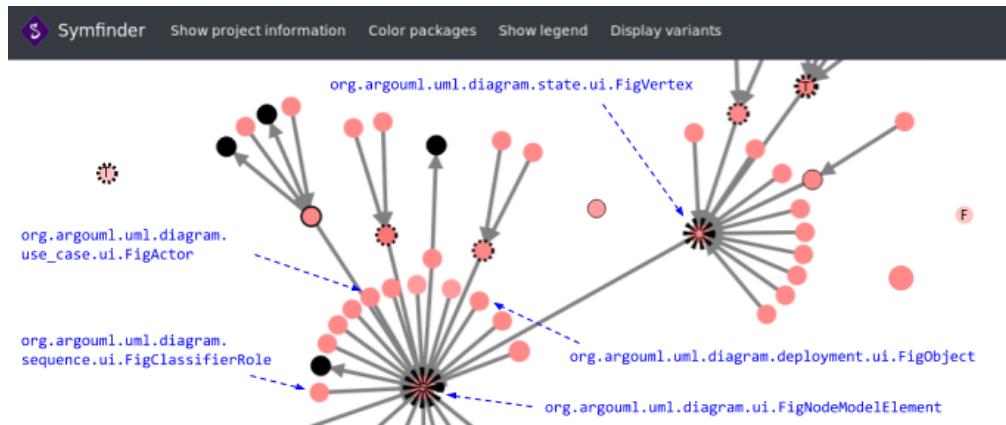 Symfinder Show project information Color packages Show legend Display variants
org.argouml.uml.diagram.state.ui.FigVertex
T
T
F
org.argouml.uml.diagram.
use_case.ui.FigActor
org.argouml.uml.diagram.
sequence.ui.FigClassifierRole
org.argouml.uml.diagram.deployment.ui.FigObject
org.argouml.uml.diagram.ui.FigNodeModelElement